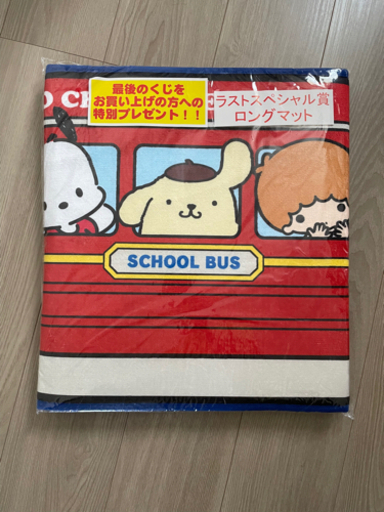 最後のくじを
お買い上げの方への
特別プレゼント！！
ラストスペシャル賞
ロングマット
SCHOOL BUS